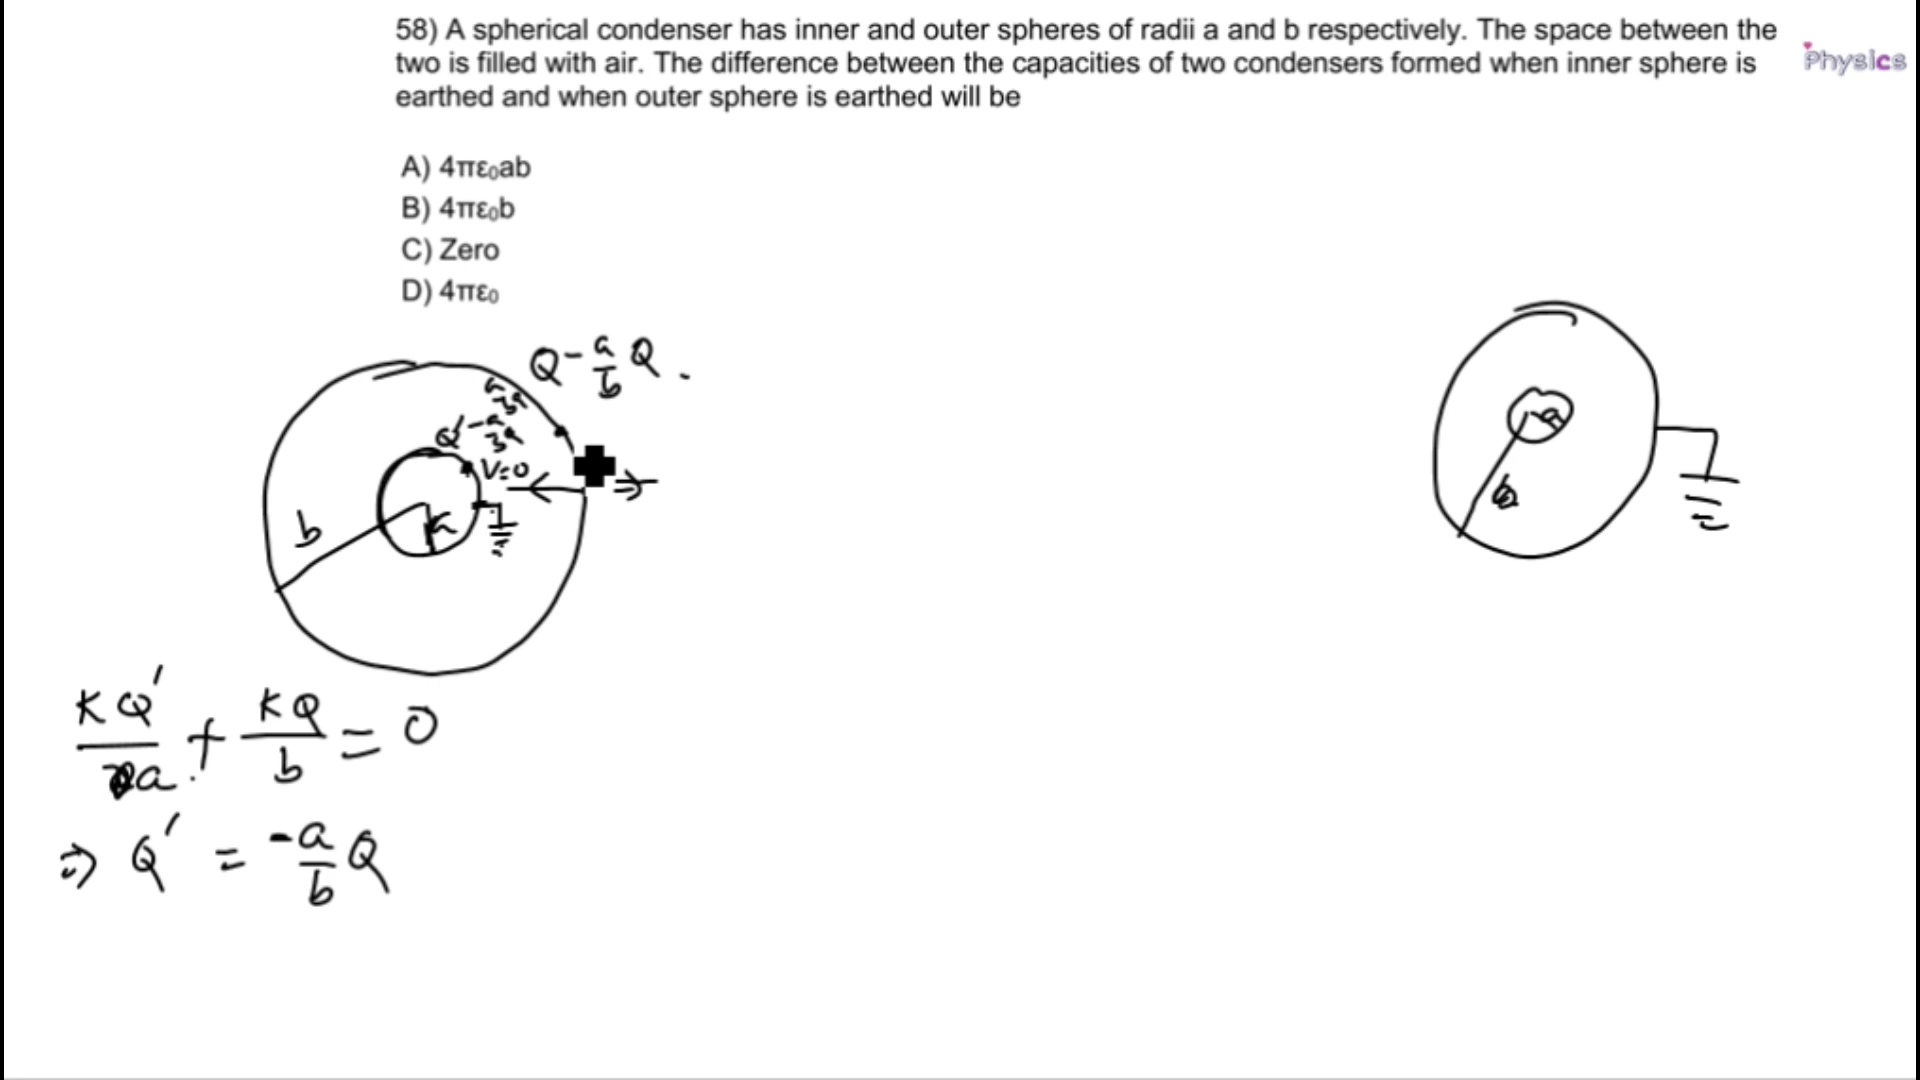 58) A spherical condenser has inner and outer spheres of radii a and b respectively. The space between the
two is filled with air. The difference between the capacities of two condensers formed when inner sphere is
earthed and when outer sphere is earthed will be
Physics
A) 4πε₀ab
B) 4πε₀b
C) Zero
D) 4πε₀
Q - a/b Q
Q'
V=0
b
a
a
b
KQ'/a + KQ/b = 0
⇒ Q' = -a/b Q